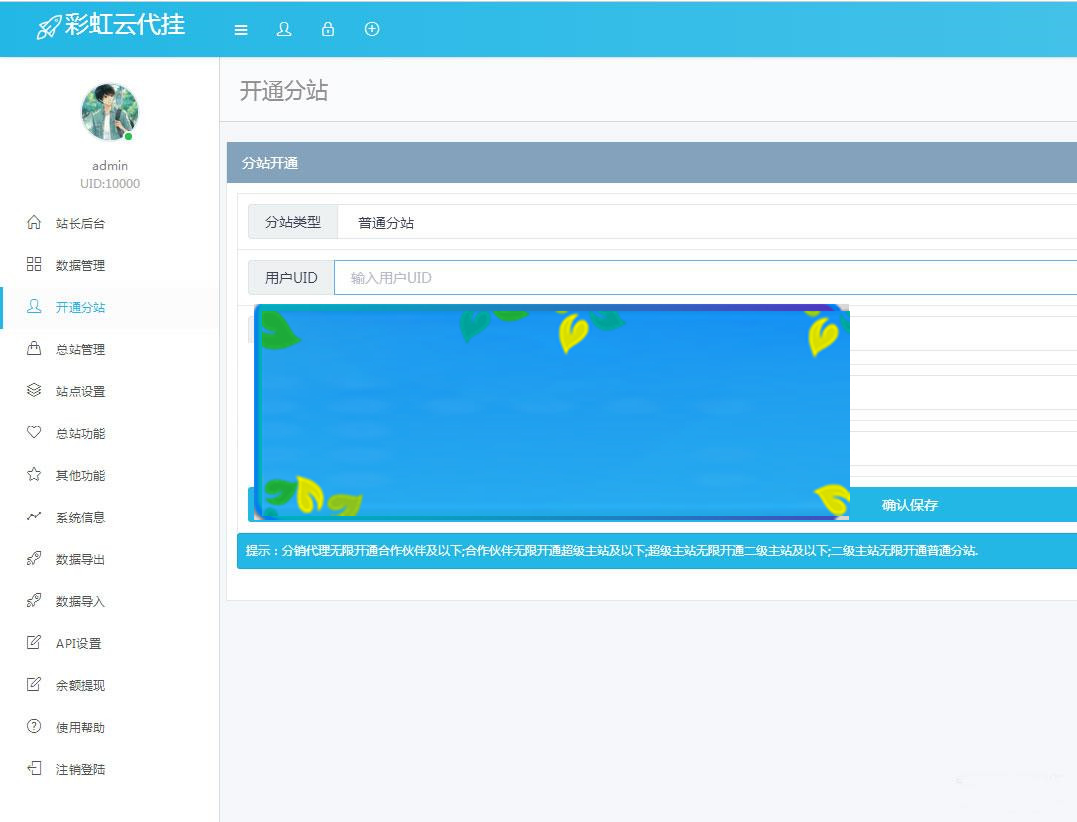 彩虹云代挂
admin
UID:10000
站长后台
数据管理
开通分站
总站管理
站点设置
总站功能
其他功能
系统信息
数据导出
数据导入
API设置
余额提现
使用帮助
注销登陆
开通分站
分站开通
分站类型
普通分站
用户UID
输入用户UID
确认保存
提示：分销代理无限开通合作伙伴及以下;合作伙伴无限开通超级主站及以下;超级主站无限开通二级主站及以下;二级主站无限开通普通分站.